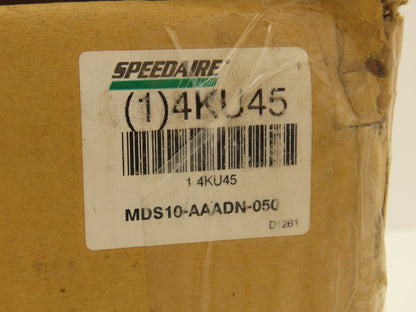 SPEEDAIRE
(1)4KU45
1 4KU45
MDS10-AAADN-050
D1261